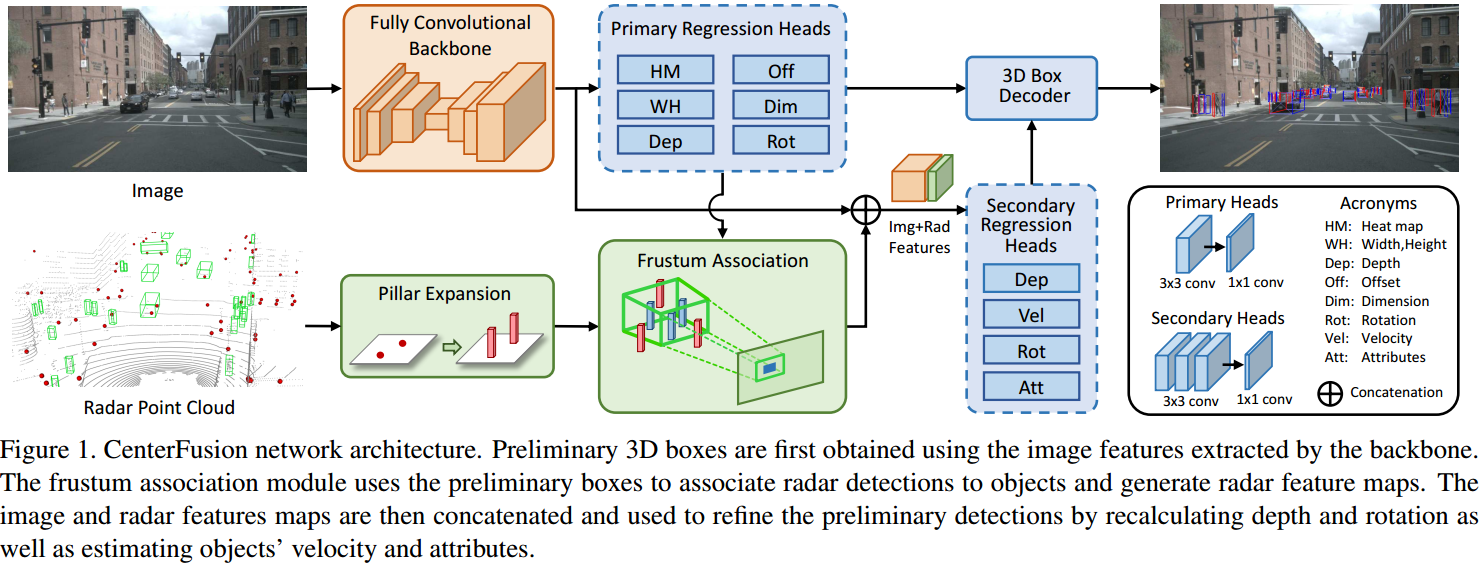 Fully Convolutional
Backbone
Primary Regression Heads
HM
Off
WH
Dim
Dep
Rot
3D Box
Decoder
Image
Img+Rad
Features
Secondary
Regression
Heads
Dep
Vel
Rot
Att
Radar Point Cloud
Pillar Expansion
Frustum Association
Primary Heads
3x3 conv
1x1 conv
Secondary Heads
3x3 conv
1x1 conv
Acronyms
HM: Heat map
WH: Width,Height
Dep: Depth
Off: Offset
Dim: Dimension
Rot: Rotation
Vel: Velocity
Att: Attributes
Concatenation
Figure 1. CenterFusion network architecture. Preliminary 3D boxes are first obtained using the image features extracted by the backbone.
The frustum association module uses the preliminary boxes to associate radar detections to objects and generate radar feature maps. The
image and radar features maps are then concatenated and used to refine the preliminary detections by recalculating depth and rotation as
well as estimating objects’ velocity and attributes.